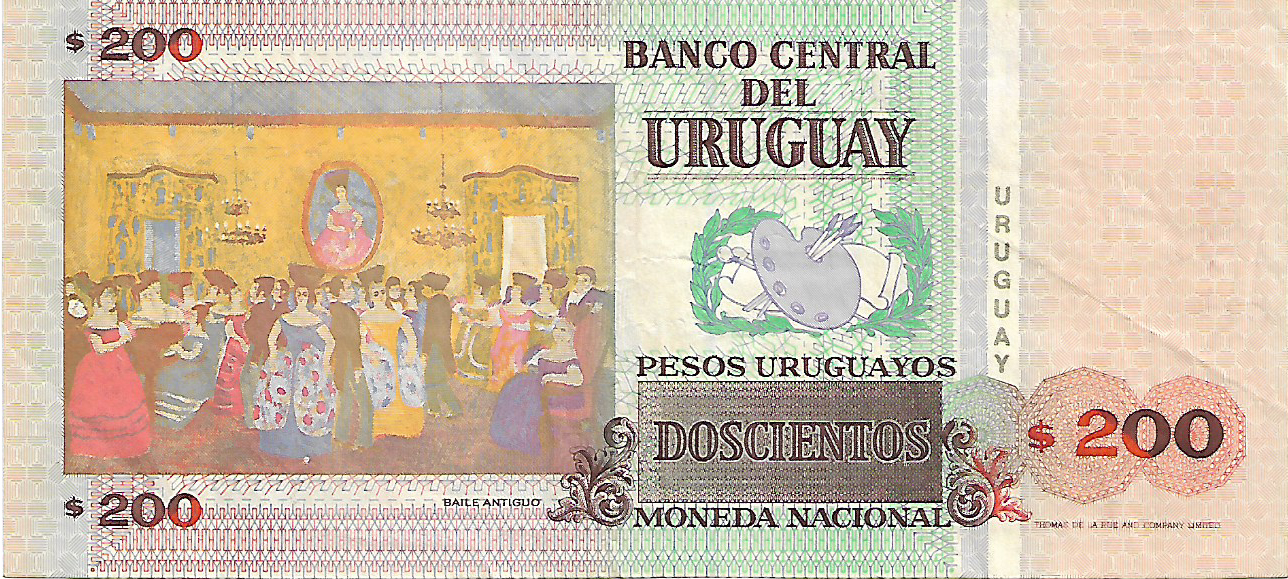 $ 200
BANCO CENTRAL
DEL
URUGUAY
URUGUAY
PESOS URUGUAYOS
DOSCIENTOS
$ 200
$ 200
BAILE ANTIGUO
MONEDA NACIONAL
THOMAS DE LA RUE AND COMPANY LIMITED